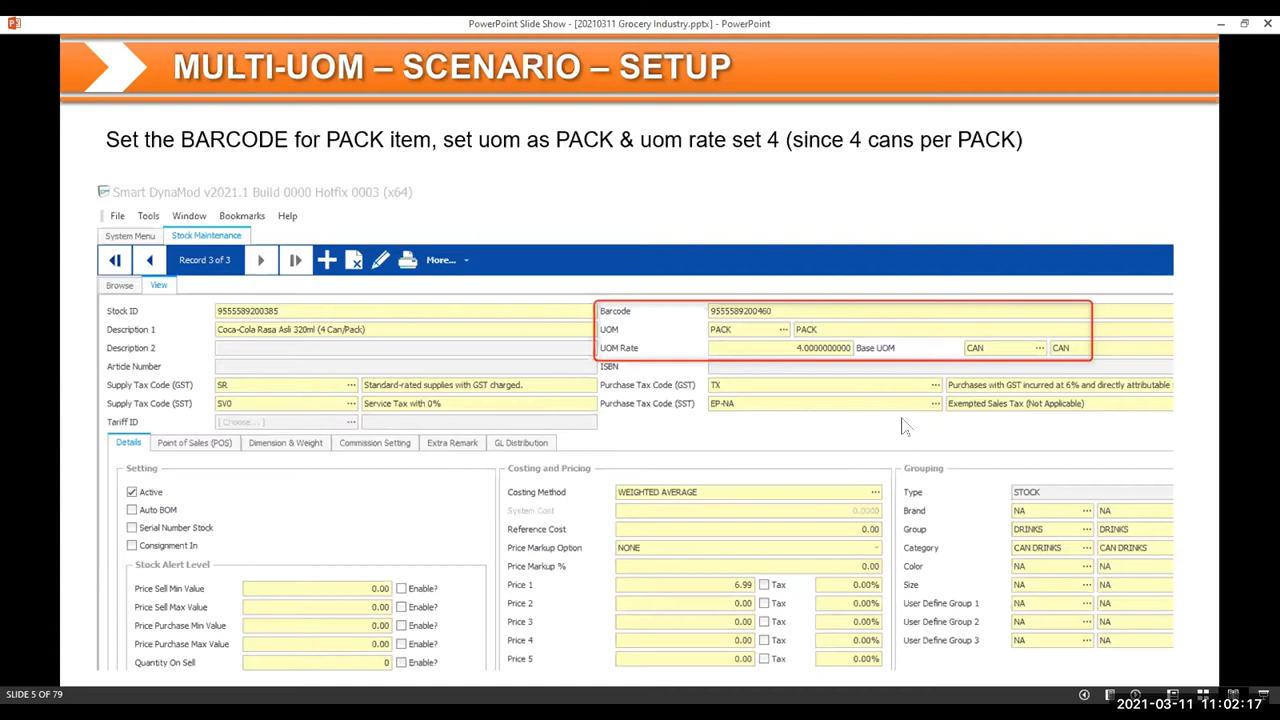 PowerPoint Slide Show - [20210311 Grocery Industry.pptx] - PowerPoint
MULTI-UOM – SCENARIO – SETUP
Set the BARCODE for PACK item, set uom as PACK & uom rate set 4 (since 4 cans per PACK)
Smart DynaMod v2021.1 Build 0000 Hotfix 0003 (x64)
File Tools Window Bookmarks Help
System Menu Stock Maintenance
Record 3 of 3 More...
Browse View
Stock ID 9555589200385 Barcode 9555589200460
Description 1 Coca-Cola Rasa Asli 320ml (4 Can/Pack) UOM PACK ... PACK
Description 2 UOM Rate 4.0000000000 Base UOM CAN ... CAN
Article Number ISBN
Supply Tax Code (GST) SR ... Standard-rated supplies with GST charged. Purchase Tax Code (GST) TX ... Purchases with GST incurred at 6% and directly attributable
Supply Tax Code (SST) SV0 ... Service Tax with 0% Purchase Tax Code (SST) EP-NA ... Exempted Sales Tax (Not Applicable)
Tariff ID [ Choose... ] ...
Details Point of Sales (POS) Dimension & Weight Commission Setting Extra Remark GL Distribution
Setting Costing and Pricing Grouping
Active Costing Method WEIGHTED AVERAGE ... Type STOCK
Auto BOM System Cost 0.0000 Brand NA ... NA
Serial Number Stock Reference Cost 0.00 Group DRINKS ... DRINKS
Consignment In Price Markup Option NONE Category CAN DRINKS ... CAN DRINKS
Stock Alert Level Price Markup % 0.00 Color NA ... NA
Price Sell Min Value 0.00 Enable? Price 1 6.99 Tax 0.00% Size NA ... NA
Price Sell Max Value 0.00 Enable? Price 2 0.00 Tax 0.00% User Define Group 1 NA ... NA
Price Purchase Min Value 0.00 Enable? Price 3 0.00 Tax 0.00% User Define Group 2 NA ... NA
Price Purchase Max Value 0.00 Enable? Price 4 0.00 Tax 0.00% User Define Group 3 NA ... NA
Quantity On Sell 0 Enable? Price 5 0.00 Tax 0.00%
SLIDE 5 OF 79
2021-03-11 11:02:17